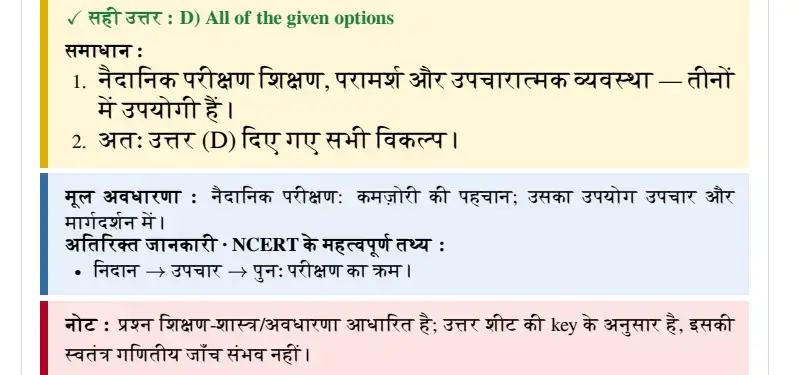 ✓ सही उत्तर : D) All of the given options
समाधान :
1. नैदानिक परीक्षण शिक्षण, परामर्श और उपचारात्मक व्यवस्था — तीनों
में उपयोगी हैं।
2. अतः उत्तर (D) दिए गए सभी विकल्प।
मूल अवधारणा : नैदानिक परीक्षण: कमज़ोरी की पहचान; उसका उपयोग उपचार और
मार्गदर्शन में।
अतिरिक्त जानकारी · NCERT के महत्वपूर्ण तथ्य :
• निदान → उपचार → पुनः परीक्षण का क्रम।
नोट : प्रश्न शिक्षण-शास्त्र/अवधारणा आधारित है; उत्तर शीट की key के अनुसार है, इसकी
स्वतंत्र गणितीय जाँच संभव नहीं।